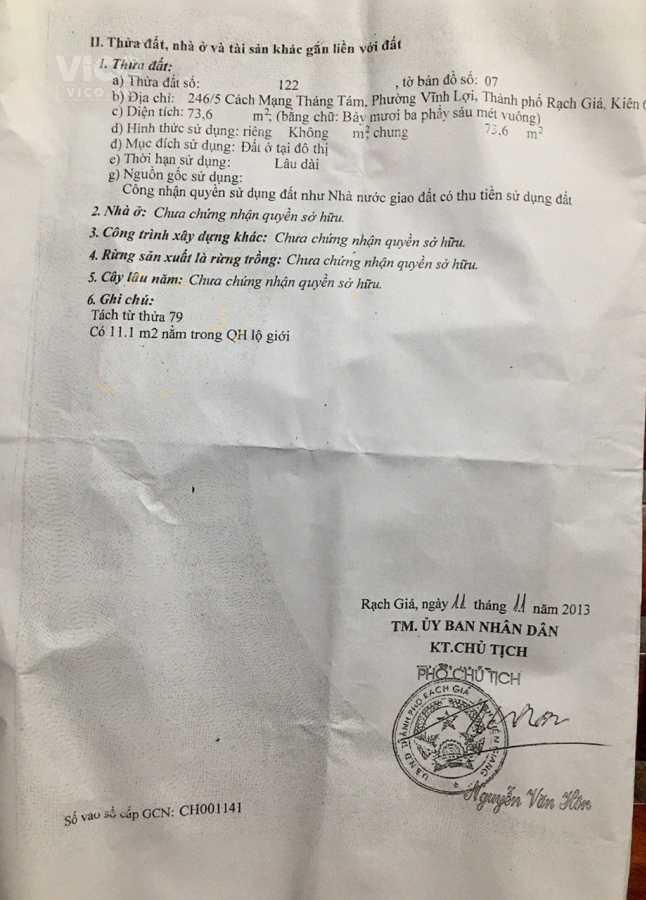 II. Thửa đất, nhà ở và tài sản khác gắn liền với đất
1. Thửa đất:
a) Thửa đất số: 122 , tờ bản đồ số: 07
b) Địa chỉ: 246/5 Cách Mạng Tháng Tám, Phường Vĩnh Lợi, Thành phố Rạch Giá, Kiên
c) Diện tích: 73,6 m², (bằng chữ: Bảy mươi ba phẩy sáu mét vuông)
d) Hình thức sử dụng: riêng Không m², chung 73,6 m²
đ) Mục đích sử dụng: Đất ở tại đô thị
e) Thời hạn sử dụng: Lâu dài
g) Nguồn gốc sử dụng:
Công nhận quyền sử dụng đất như Nhà nước giao đất có thu tiền sử dụng đất
2. Nhà ở: Chưa chứng nhận quyền sở hữu.
3. Công trình xây dựng khác: Chưa chứng nhận quyền sở hữu.
4. Rừng sản xuất là rừng trồng: Chưa chứng nhận quyền sở hữu.
5. Cây lâu năm: Chưa chứng nhận quyền sở hữu.
6. Ghi chú:
Tách từ thửa 79
Có 11.1 m2 nằm trong QH lộ giới
Rạch Giá, ngày 11 tháng 11 năm 2013
TM. ỦY BAN NHÂN DÂN
KT.CHỦ TỊCH
PHÓ CHỦ TỊCH
U.B.N.D THÀNH PHỐ RẠCH GIÁ
Nguyễn Văn Hôn
Số vào sổ cấp GCN: CH001141